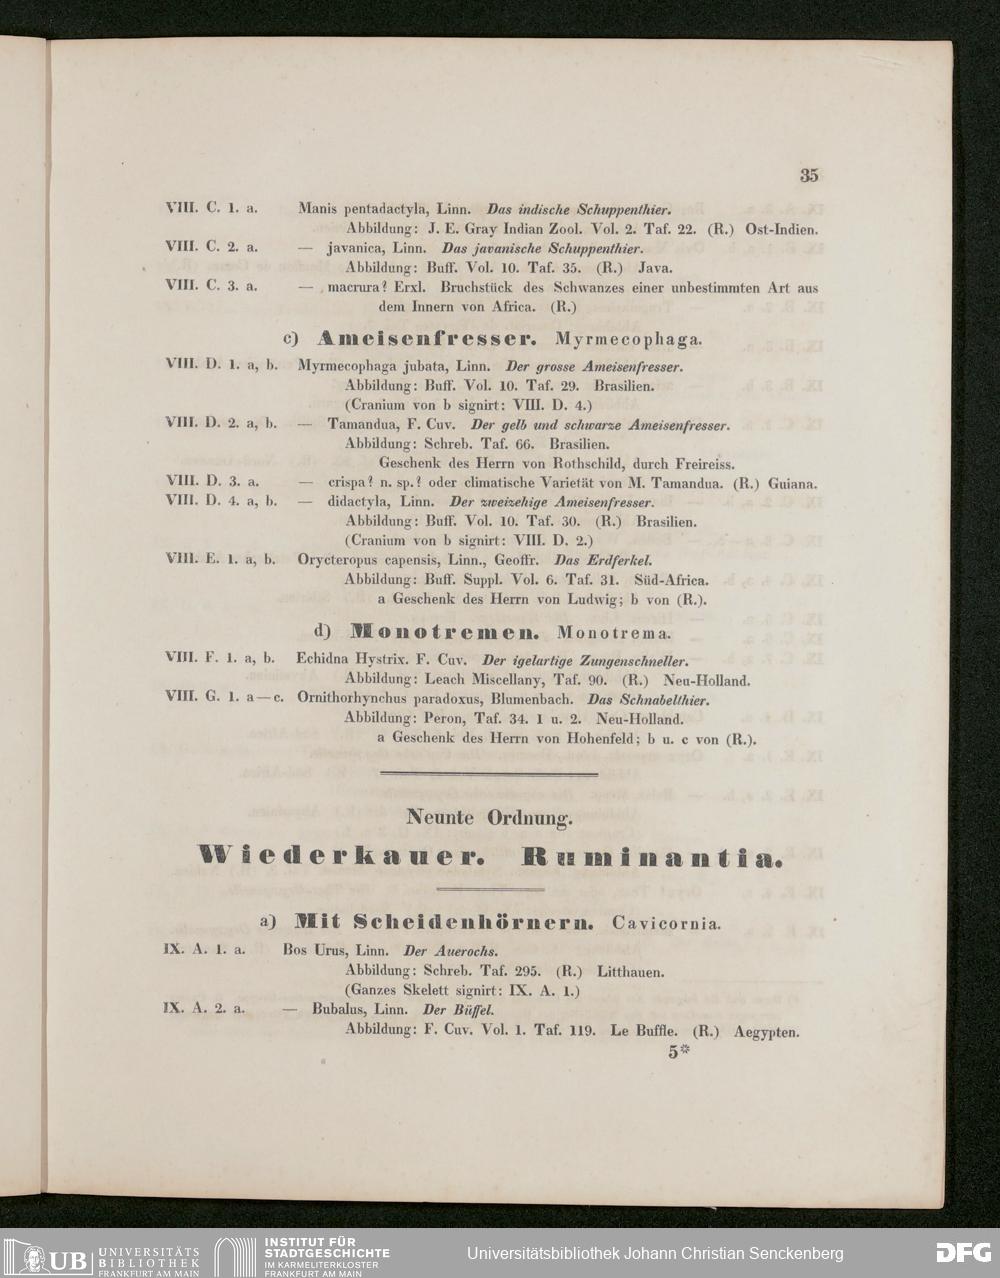 35
VIII. C. 1. a. Manis pentadactyla, Linn. Das indische Schuppenthier.
Abbildung: J. E. Gray Indian Zool. Vol. 2. Taf. 22. (R.) Ost-Indien.
VIII. C. 2. a. — javanica, Linn. Das javanische Schuppenthier.
Abbildung: Buff. Vol. 10. Taf. 35. (R.) Java.
VIII. C. 3. a. — macrura? Erxl. Bruchstück des Schwanzes einer unbestimmten Art aus
dem Innern von Africa. (R.)
c) Ameisenfresser. Myrmecophaga.
VIII. D. 1. a, b. Myrmecophaga jubata, Linn. Der grosse Ameisenfresser.
Abbildung: Buff. Vol. 10. Taf. 29. Brasilien.
(Cranium von b signirt: VIII. D. 4.)
VIII. D. 2. a, b. — Tamandua, F. Cuv. Der gelb und schwarze Ameisenfresser.
Abbildung: Schreb. Taf. 66. Brasilien.
Geschenk des Herrn von Rothschild, durch Freireiss.
VIII. D. 3. a. — crispa? n. sp.? oder climatische Varietät von M. Tamandua. (R.) Guiana.
VIII. D. 4. a, b. — didactyla, Linn. Der zweizehige Ameisenfresser.
Abbildung: Buff. Vol. 10. Taf. 30. (R.) Brasilien.
(Cranium von b signirt: VIII. D. 2.)
VIII. E. 1. a, b. Orycteropus capensis, Linn., Geoffr. Das Erdferkel.
Abbildung: Buff. Suppl. Vol. 6. Taf. 31. Süd-Africa.
a Geschenk des Herrn von Ludwig; b von (R.).
d) Monotremen. Monotrema.
VIII. F. 1. a, b. Echidna Hystrix. F. Cuv. Der igelartige Zungenschneller.
Abbildung: Leach Miscellany, Taf. 90. (R.) Neu-Holland.
VIII. G. 1. a — c. Ornithorhynchus paradoxus, Blumenbach. Das Schnabelthier.
Abbildung: Peron, Taf. 34. 1 u. 2. Neu-Holland.
a Geschenk des Herrn von Hohenfeld; b u. c von (R.).
Neunte Ordnung.
Wiederkauer. Ruminantia.
a) Mit Scheidenhörnern. Cavicornia.
IX. A. 1. a. Bos Urus, Linn. Der Auerochs.
Abbildung: Schreb. Taf. 295. (R.) Litthauen.
(Ganzes Skelett signirt: IX. A. 1.)
IX. A. 2. a. — Bubalus, Linn. Der Büffel.
Abbildung: F. Cuv. Vol. 1. Taf. 119. Le Buffle. (R.) Aegypten.
5*
UB UNIVERSITÄTS
BIBLIOTHEK
FRANKFURT AM MAIN
INSTITUT FÜR
STADTGESCHICHTE
IM KARMELITERKLOSTER
FRANKFURT AM MAIN
Universitätsbibliothek Johann Christian Senckenberg
DFG